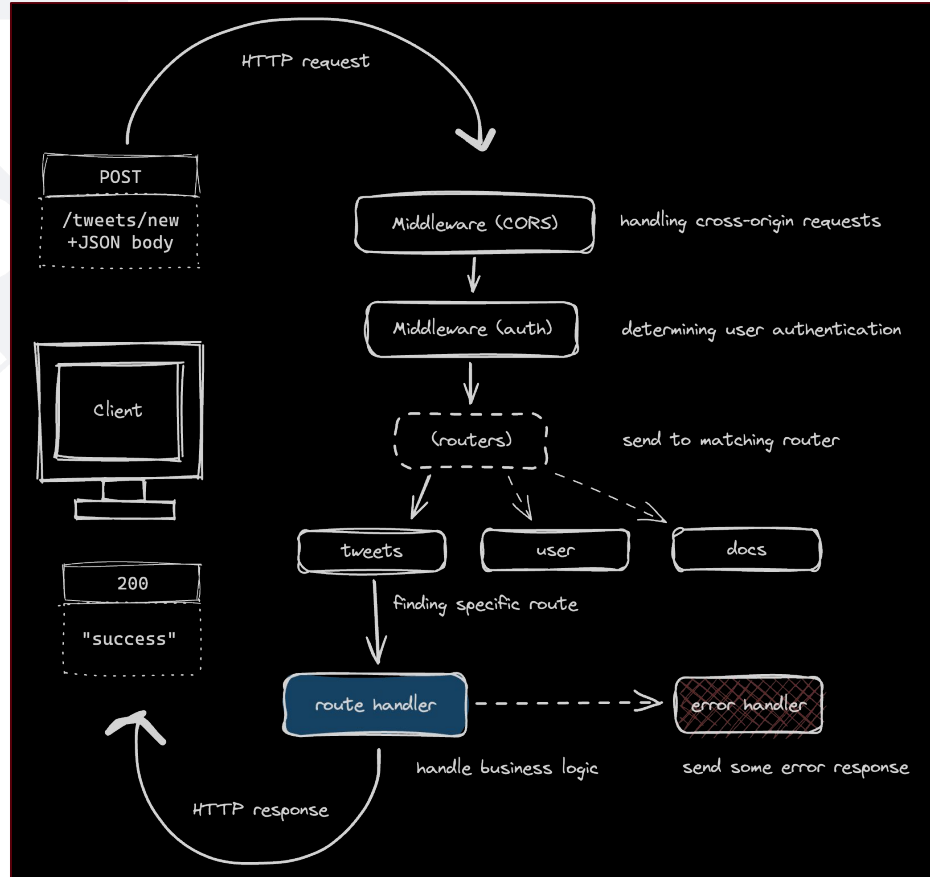 HTTP request
POST
/tweets/new
+JSON body
Middleware (CORS)
handling cross-origin requests
Middleware (auth)
determining user authentication
Client
(routers)
send to matching router
tweets
user
docs
200
finding specific route
"success"
route handler
error handler
handle business logic
send some error response
HTTP response